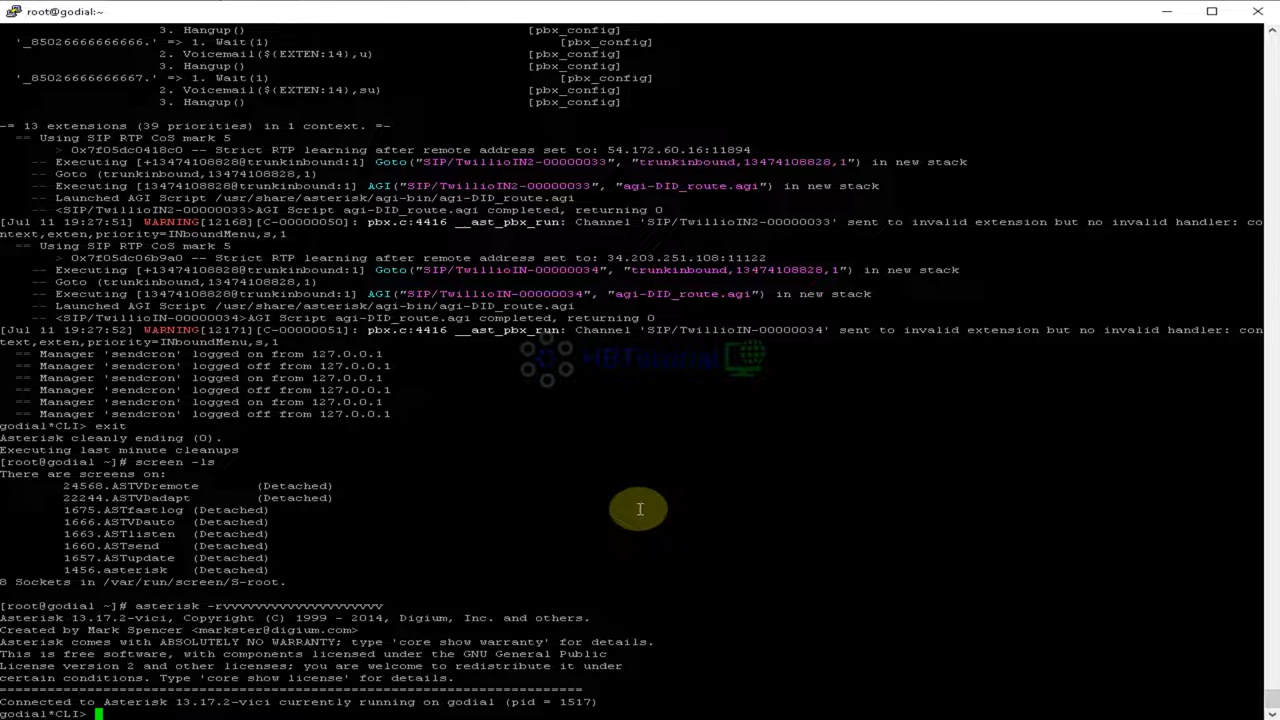 root@godial:~
3. Hangup() [pbx_config]
'_85026666666666.' => 1. Wait(1) [pbx_config]
2. Voicemail(${EXTEN:14},u) [pbx_config]
3. Hangup() [pbx_config]
'_85026666666667.' => 1. Wait(1) [pbx_config]
2. Voicemail(${EXTEN:14},su) [pbx_config]
3. Hangup() [pbx_config]
-= 13 extensions (39 priorities) in 1 context. =-
== Using SIP RTP CoS mark 5
> 0x7f05dc0418c0 -- Strict RTP learning after remote address set to: 54.172.60.16:11894
-- Executing [+13474108828@trunkinbound:1] Goto("SIP/TwillioIN2-00000033", "trunkinbound,13474108828,1") in new stack
-- Goto (trunkinbound,13474108828,1)
-- Executing [13474108828@trunkinbound:1] AGI("SIP/TwillioIN2-00000033", "agi-DID_route.agi") in new stack
-- Launched AGI Script /usr/share/asterisk/agi-bin/agi-DID_route.agi
-- <SIP/TwillioIN2-00000033>AGI Script agi-DID_route.agi completed, returning 0
[Jul 11 19:27:51] WARNING[12168][C-00000050]: pbx.c:4416 __ast_pbx_run: Channel 'SIP/TwillioIN2-00000033' sent to invalid extension but no invalid handler: co
ntext,exten,priority=INboundMenu,s,1
== Using SIP RTP CoS mark 5
> 0x7f05dc06b9a0 -- Strict RTP learning after remote address set to: 34.203.251.108:11122
-- Executing [+13474108828@trunkinbound:1] Goto("SIP/TwillioIN-00000034", "trunkinbound,13474108828,1") in new stack
-- Goto (trunkinbound,13474108828,1)
-- Executing [13474108828@trunkinbound:1] AGI("SIP/TwillioIN-00000034", "agi-DID_route.agi") in new stack
-- Launched AGI Script /usr/share/asterisk/agi-bin/agi-DID_route.agi
-- <SIP/TwillioIN-00000034>AGI Script agi-DID_route.agi completed, returning 0
[Jul 11 19:27:52] WARNING[12171][C-00000051]: pbx.c:4416 __ast_pbx_run: Channel 'SIP/TwillioIN-00000034' sent to invalid extension but no invalid handler: con
text,exten,priority=INboundMenu,s,1
== Manager 'sendcron' logged on from 127.0.0.1
== Manager 'sendcron' logged off from 127.0.0.1
== Manager 'sendcron' logged on from 127.0.0.1
== Manager 'sendcron' logged off from 127.0.0.1
== Manager 'sendcron' logged on from 127.0.0.1
== Manager 'sendcron' logged off from 127.0.0.1
HBTutorial
godial*CLI> exit
Asterisk cleanly ending (0).
Executing last minute cleanups
[root@godial ~]# screen -ls
There are screens on:
24568.ASTVDremote (Detached)
22244.ASTVDadapt (Detached)
1675.ASTfastlog (Detached)
1666.ASTVDauto (Detached)
1663.ASTlisten (Detached)
1660.ASTsend (Detached)
1657.ASTupdate (Detached)
1456.asterisk (Detached)
8 Sockets in /var/run/screen/S-root.
[root@godial ~]# asterisk -rvvvvvvvvvvvvvvvvvvvvv
Asterisk 13.17.2-vici, Copyright (C) 1999 - 2014, Digium, Inc. and others.
Created by Mark Spencer <markster@digium.com>
Asterisk comes with ABSOLUTELY NO WARRANTY; type 'core show warranty' for details.
This is free software, with components licensed under the GNU General Public
License version 2 and other licenses; you are welcome to redistribute it under
certain conditions. Type 'core show license' for details.
=========================================================================
Connected to Asterisk 13.17.2-vici currently running on godial (pid = 1517)
godial*CLI>